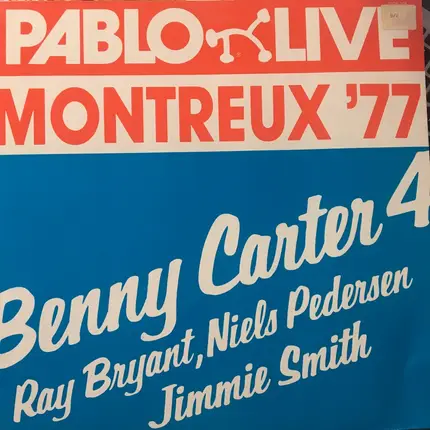 PABLO LIVE
MONTREUX '77
Benny Carter 4
Ray Bryant, Niels Pedersen
Jimmie Smith